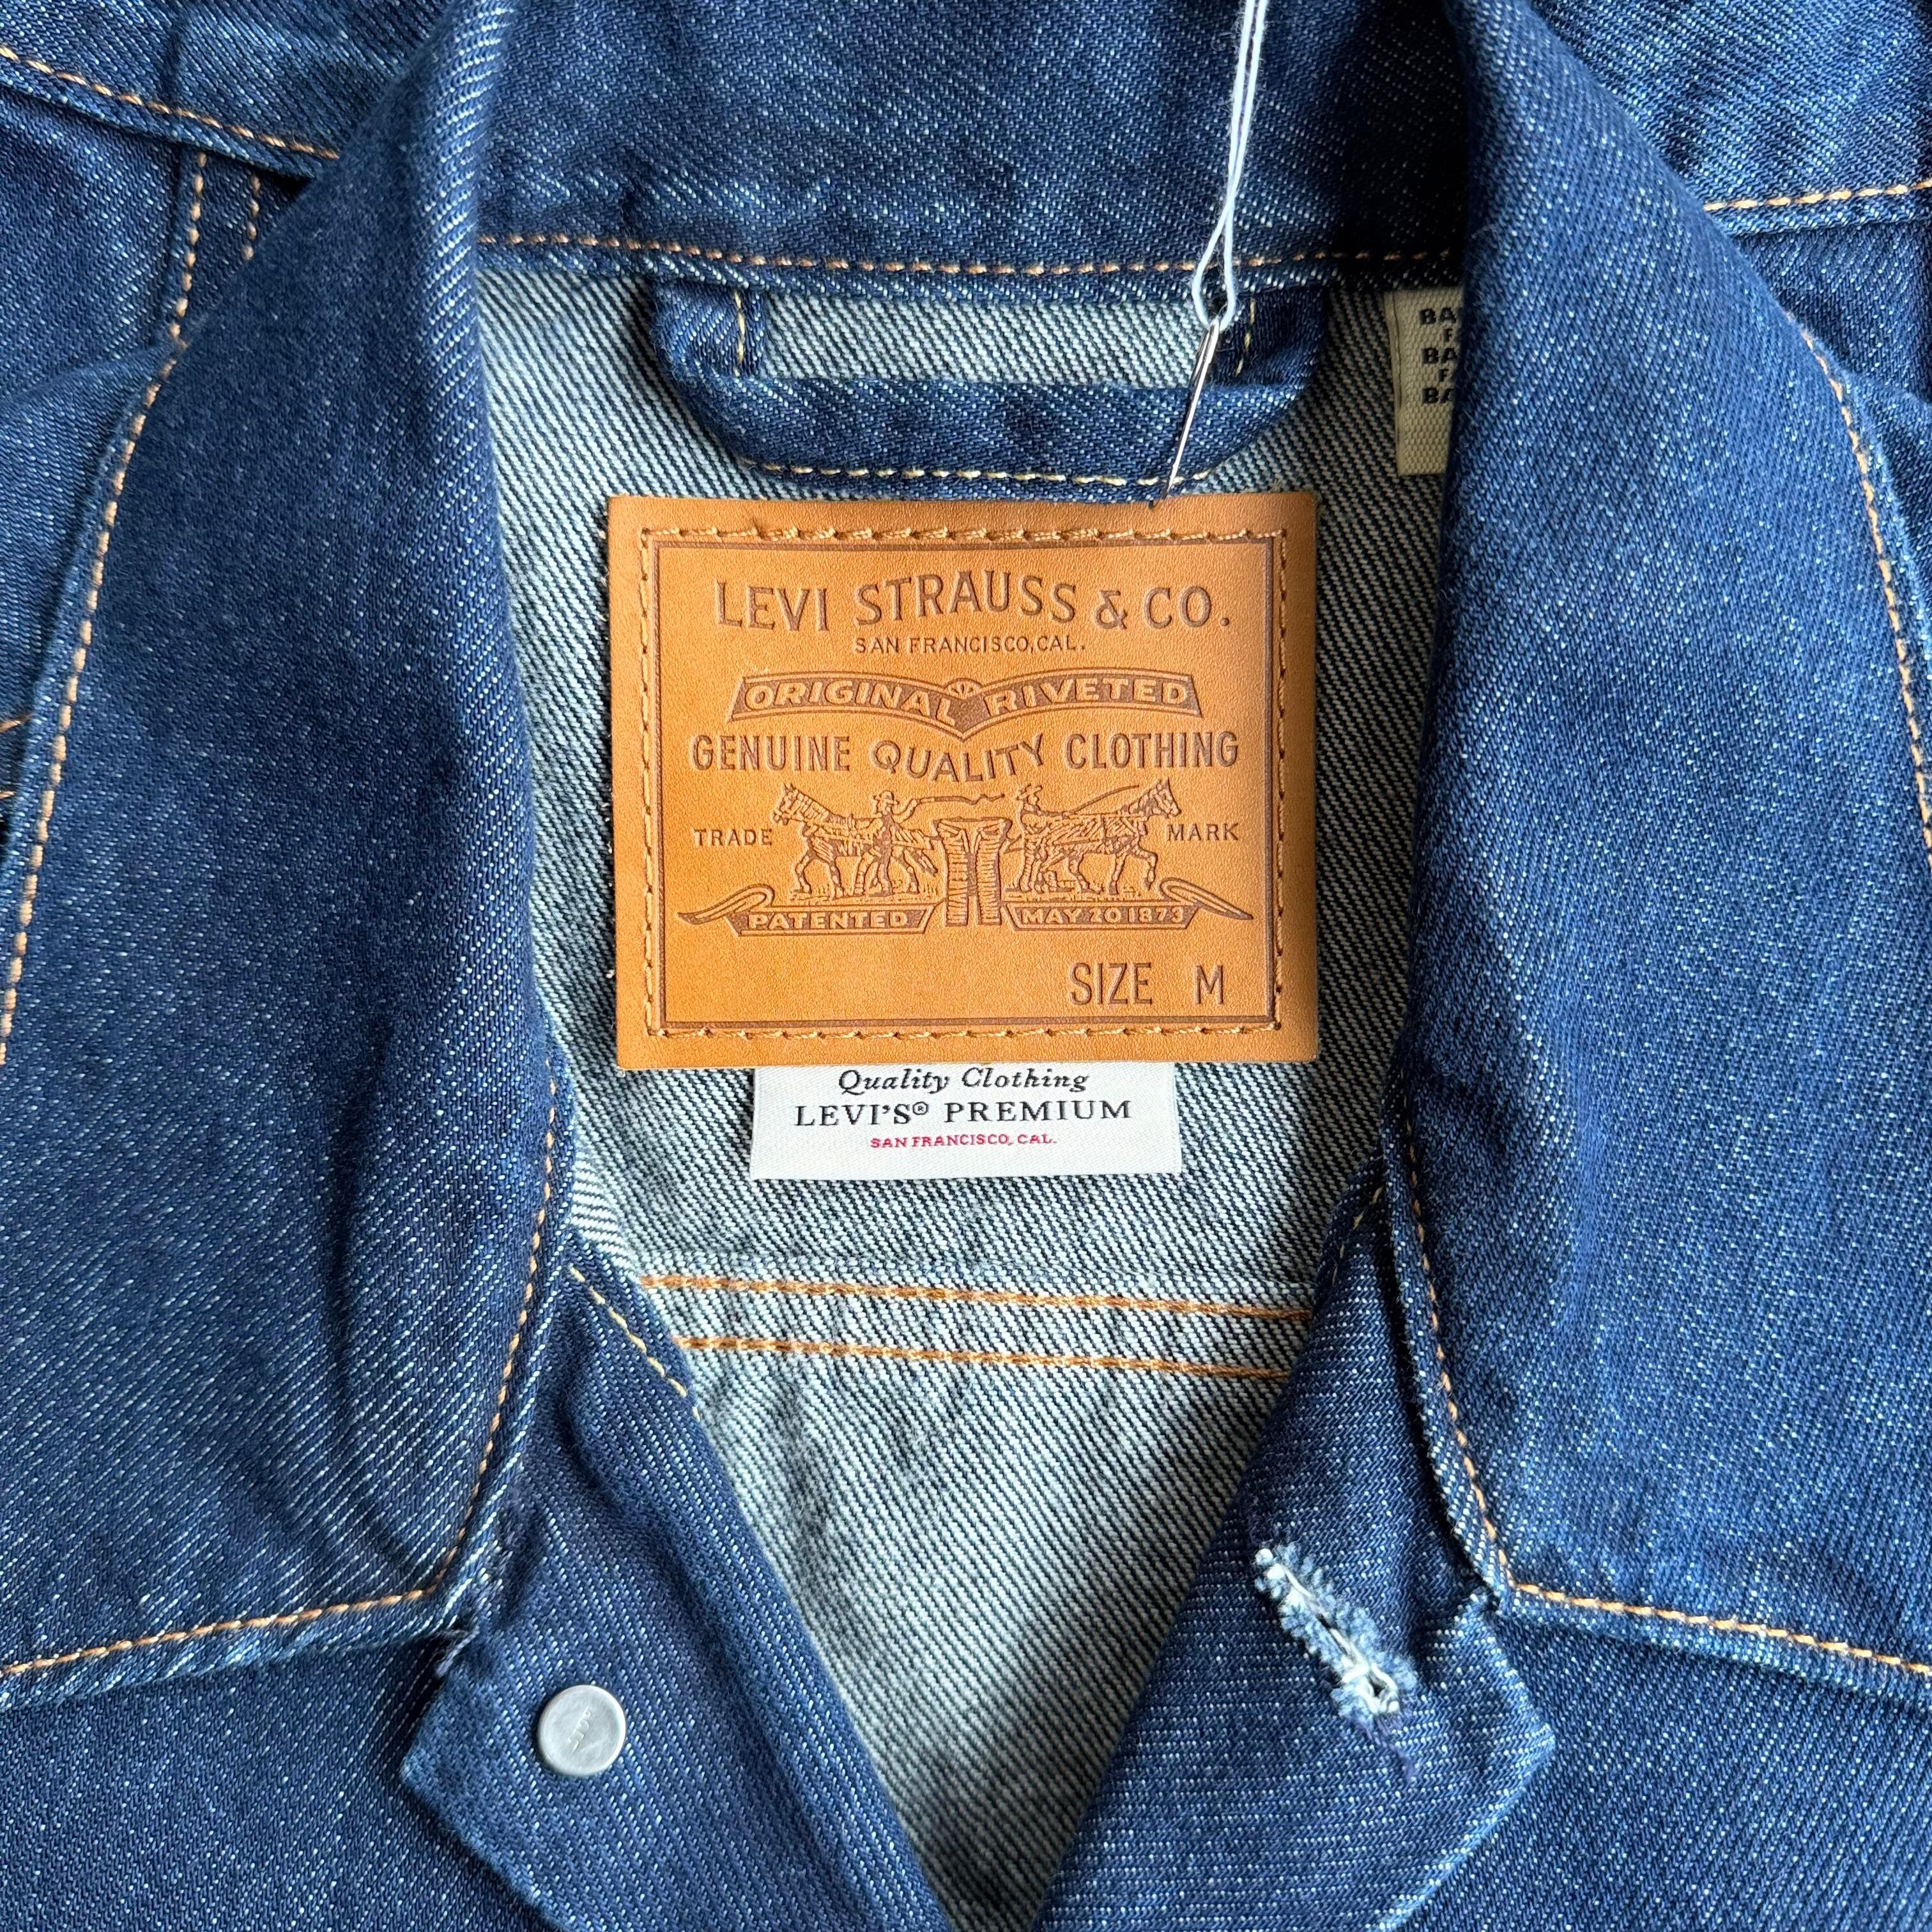 LEVI STRAUSS & CO.
SAN FRANCISCO, CAL.
ORIGINAL RIVETED
GENUINE QUALITY CLOTHING
TRADE MARK
PATENTED MAY 20 1873
SIZE M
Quality Clothing
LEVI'S® PREMIUM
SAN FRANCISCO, CAL.